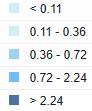 < 0.11
0.11 - 0.36
0.36 - 0.72
0.72 - 2.24
> 2.24